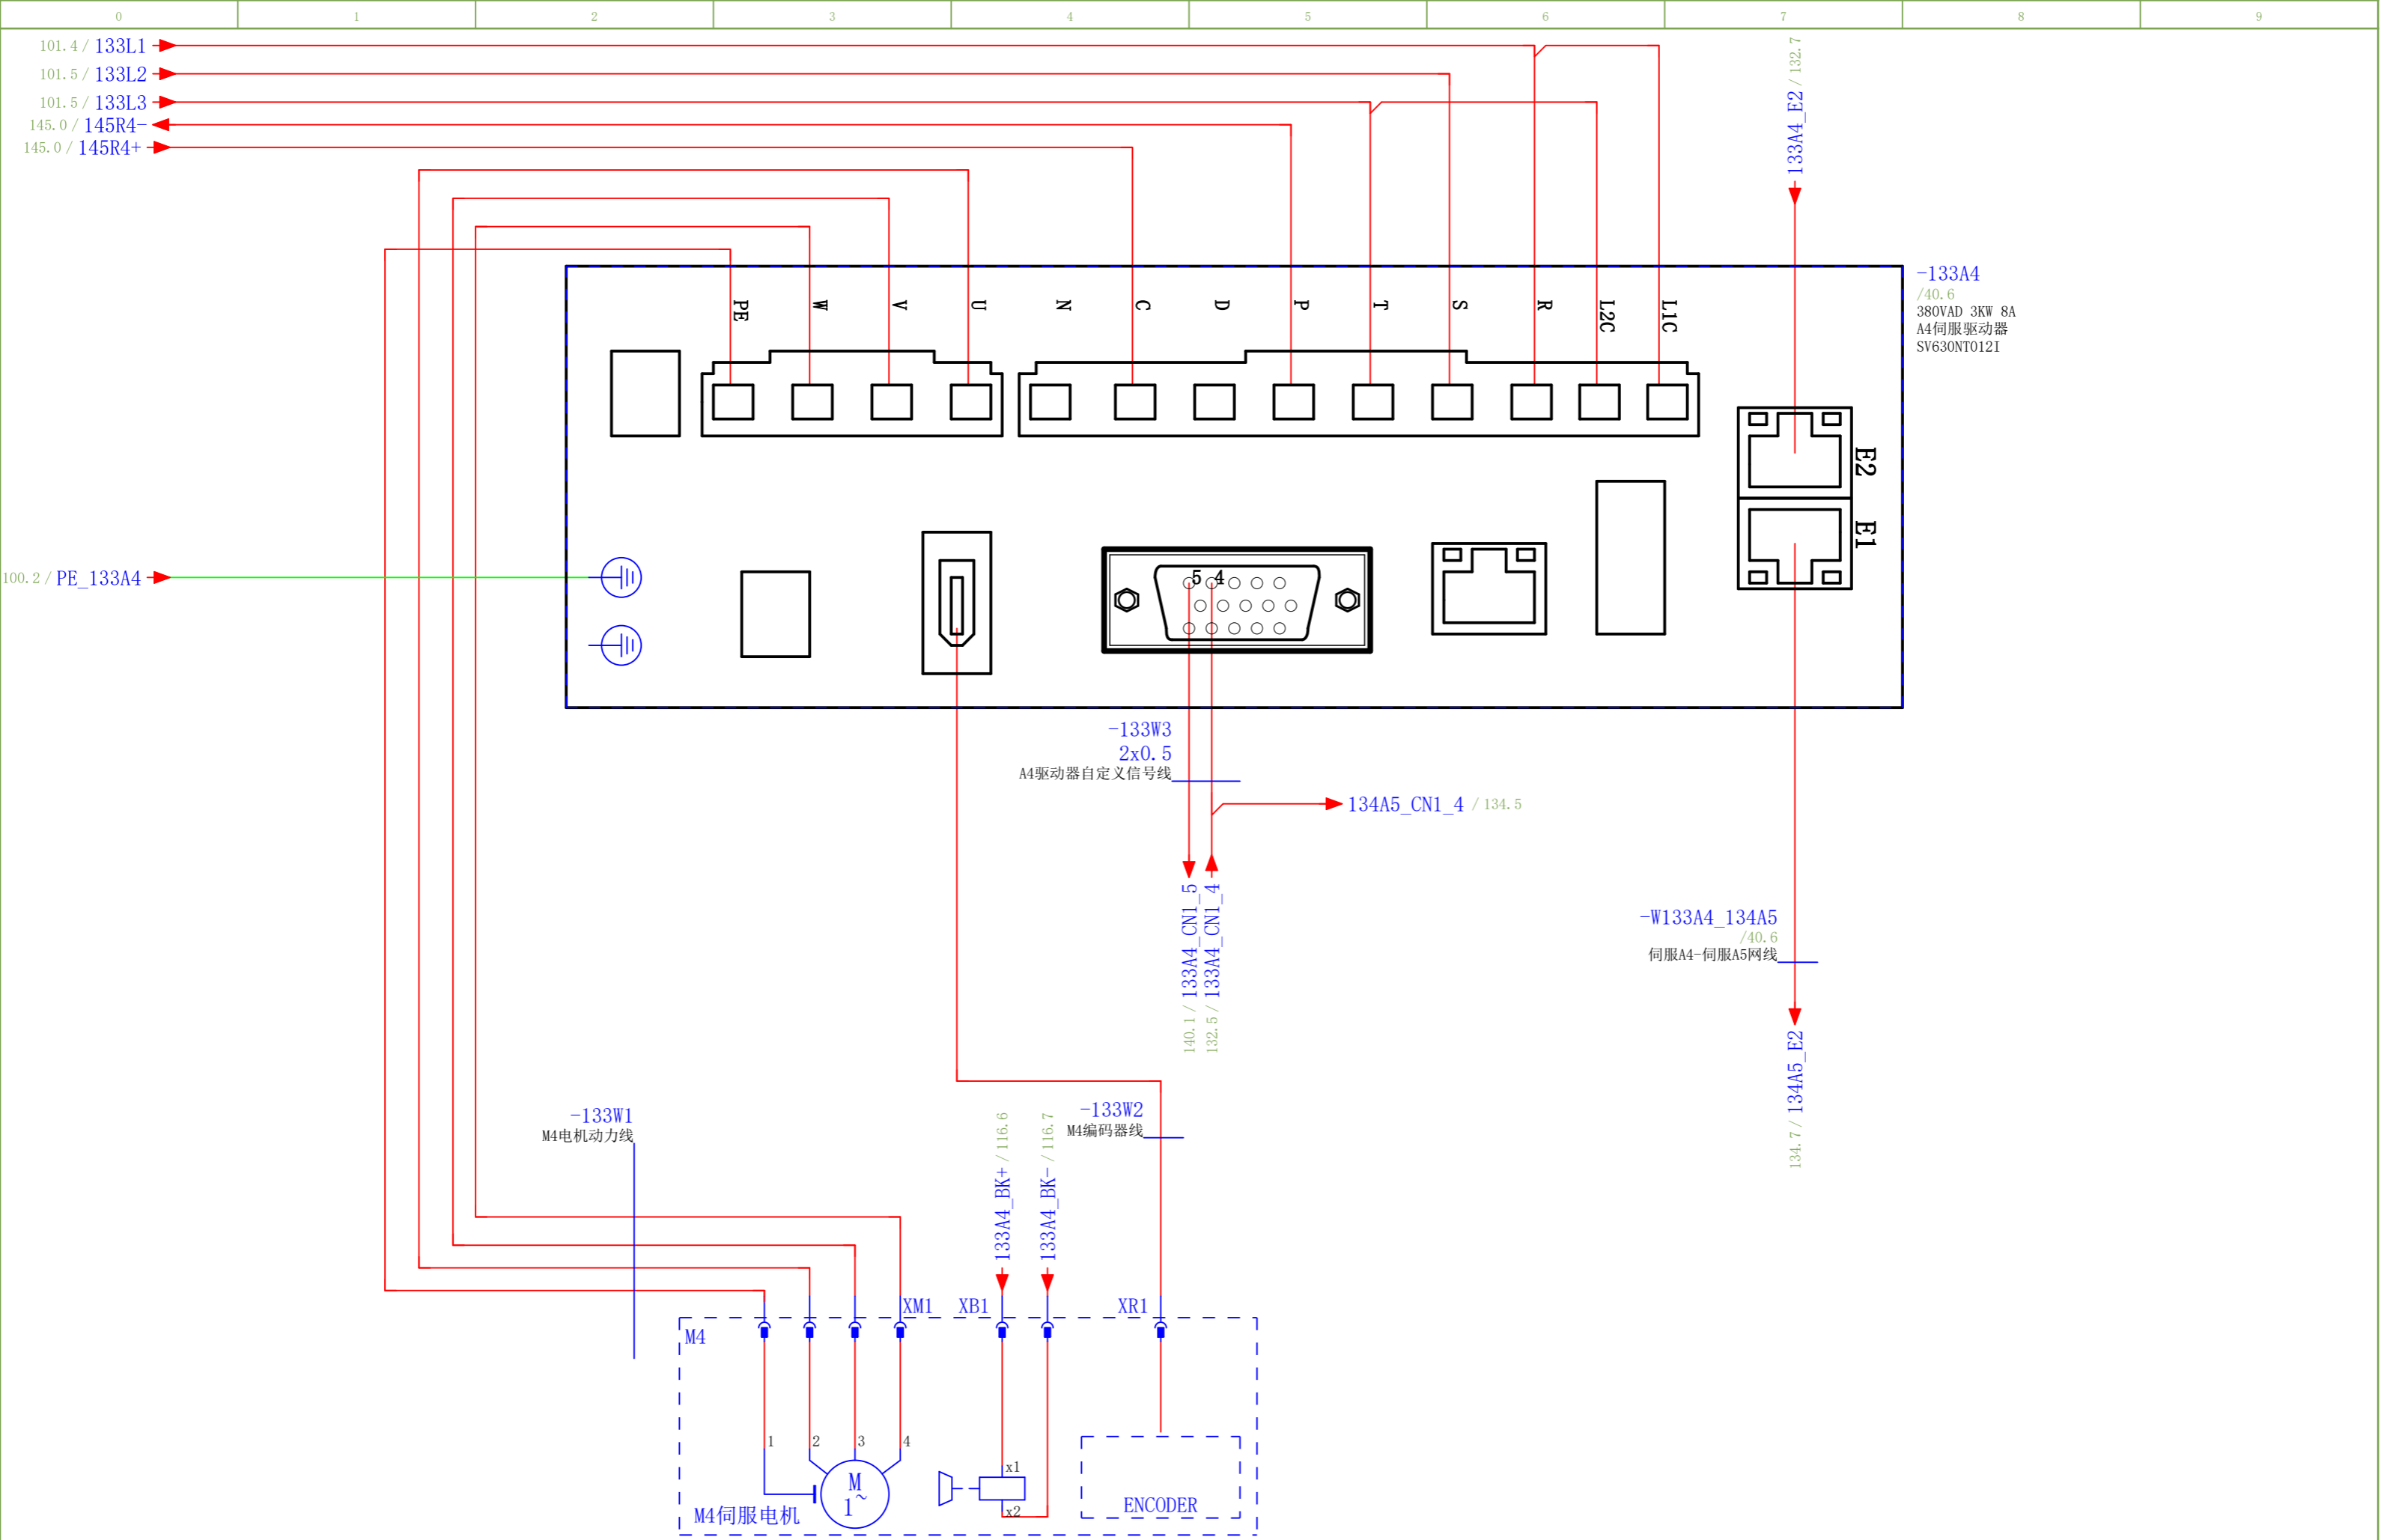 0 1 2 3 4 5 6 7 8 9
101.4 / 133L1
101.5 / 133L2
101.5 / 133L3
145.0 / 145R4-
145.0 / 145R4+
133A4_E2 / 132.7
-133A4
/40.6
380VAD 3KW 8A
A4伺服驱动器
SV630NT012I
PE W V U N C D P T S R L2C L1C
E2
E1
100.2 / PE_133A4
5 4
-133W3
2x0.5
A4驱动器自定义信号线
134A5_CN1_4 / 134.5
140.1 / 133A4_CN1_5
132.5 / 133A4_CN1_4
-W133A4_134A5
/40.6
伺服A4-伺服A5网线
134.7 / 134A5_E2
-133W1
M4电机动力线
133A4_BK+ / 116.6
133A4_BK- / 116.7
-133W2
M4编码器线
XM1 XB1 XR1
M4
1 2 3 4
M
1~
x1
x2
ENCODER
M4伺服电机